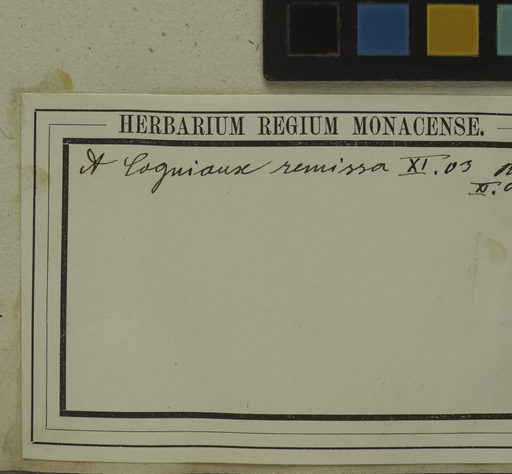 HERBARIUM REGIUM MONACENSE.
A Cogniaux remissa XI. 03